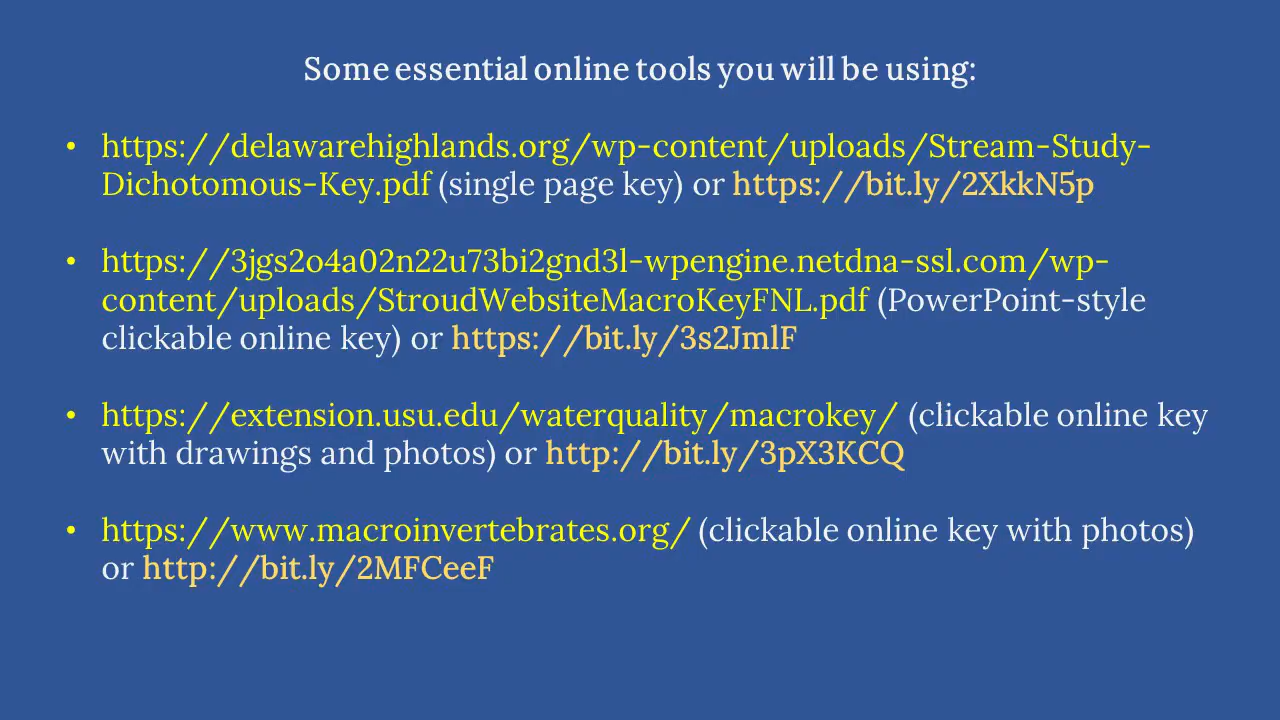 Some essential online tools you will be using:
• https://delawarehighlands.org/wp-content/uploads/Stream-Study-
Dichotomous-Key.pdf (single page key) or https://bit.ly/2XkkN5p
• https://3jgs2o4a02n22u73bi2gnd3l-wpengine.netdna-ssl.com/wp-
content/uploads/StroudWebsiteMacroKeyFNL.pdf (PowerPoint-style
clickable online key) or https://bit.ly/3s2JmlF
• https://extension.usu.edu/waterquality/macrokey/ (clickable online key
with drawings and photos) or http://bit.ly/3pX3KCQ
• https://www.macroinvertebrates.org/ (clickable online key with photos)
or http://bit.ly/2MFCeeF